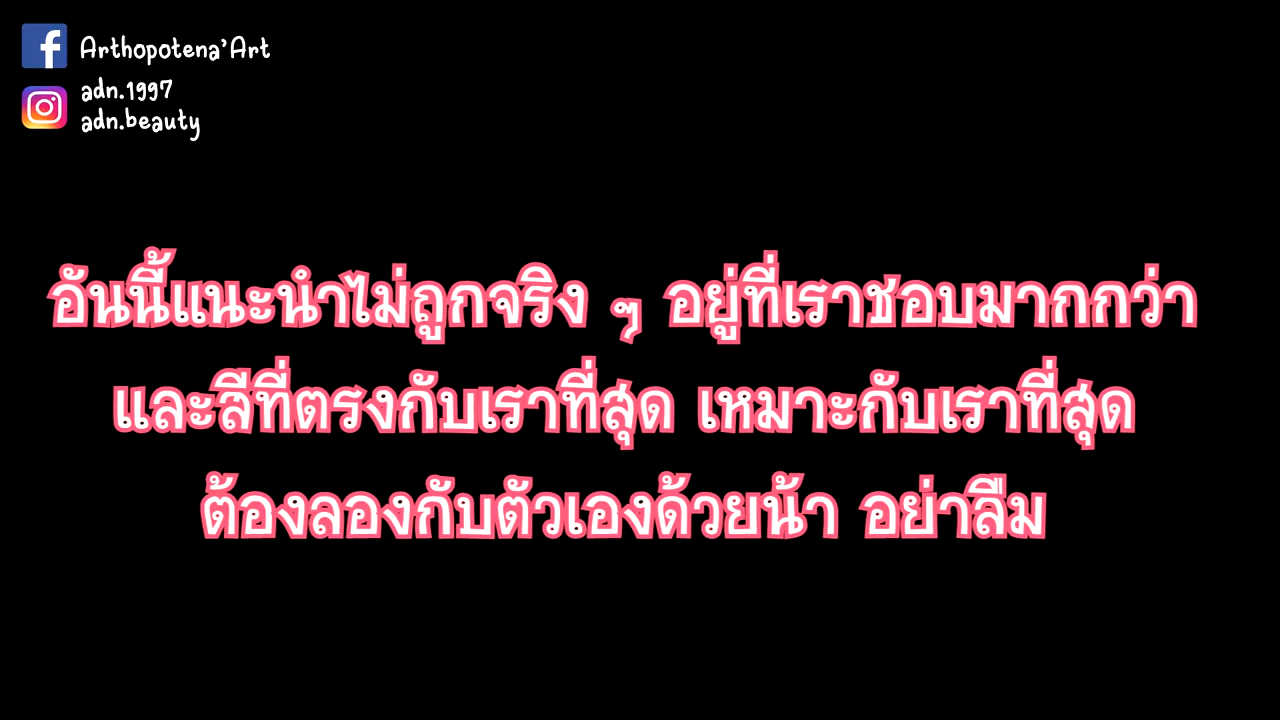 Arthopotena'Art
adn.1997
adn.beauty
อันนี้แนะนำไม่ถูกจริง ๆ อยู่ที่เราชอบมากกว่า
และสีที่ตรงกับเราที่สุด เหมาะกับเราที่สุด
ต้องลองกับตัวเองด้วยน้า อย่าลืม